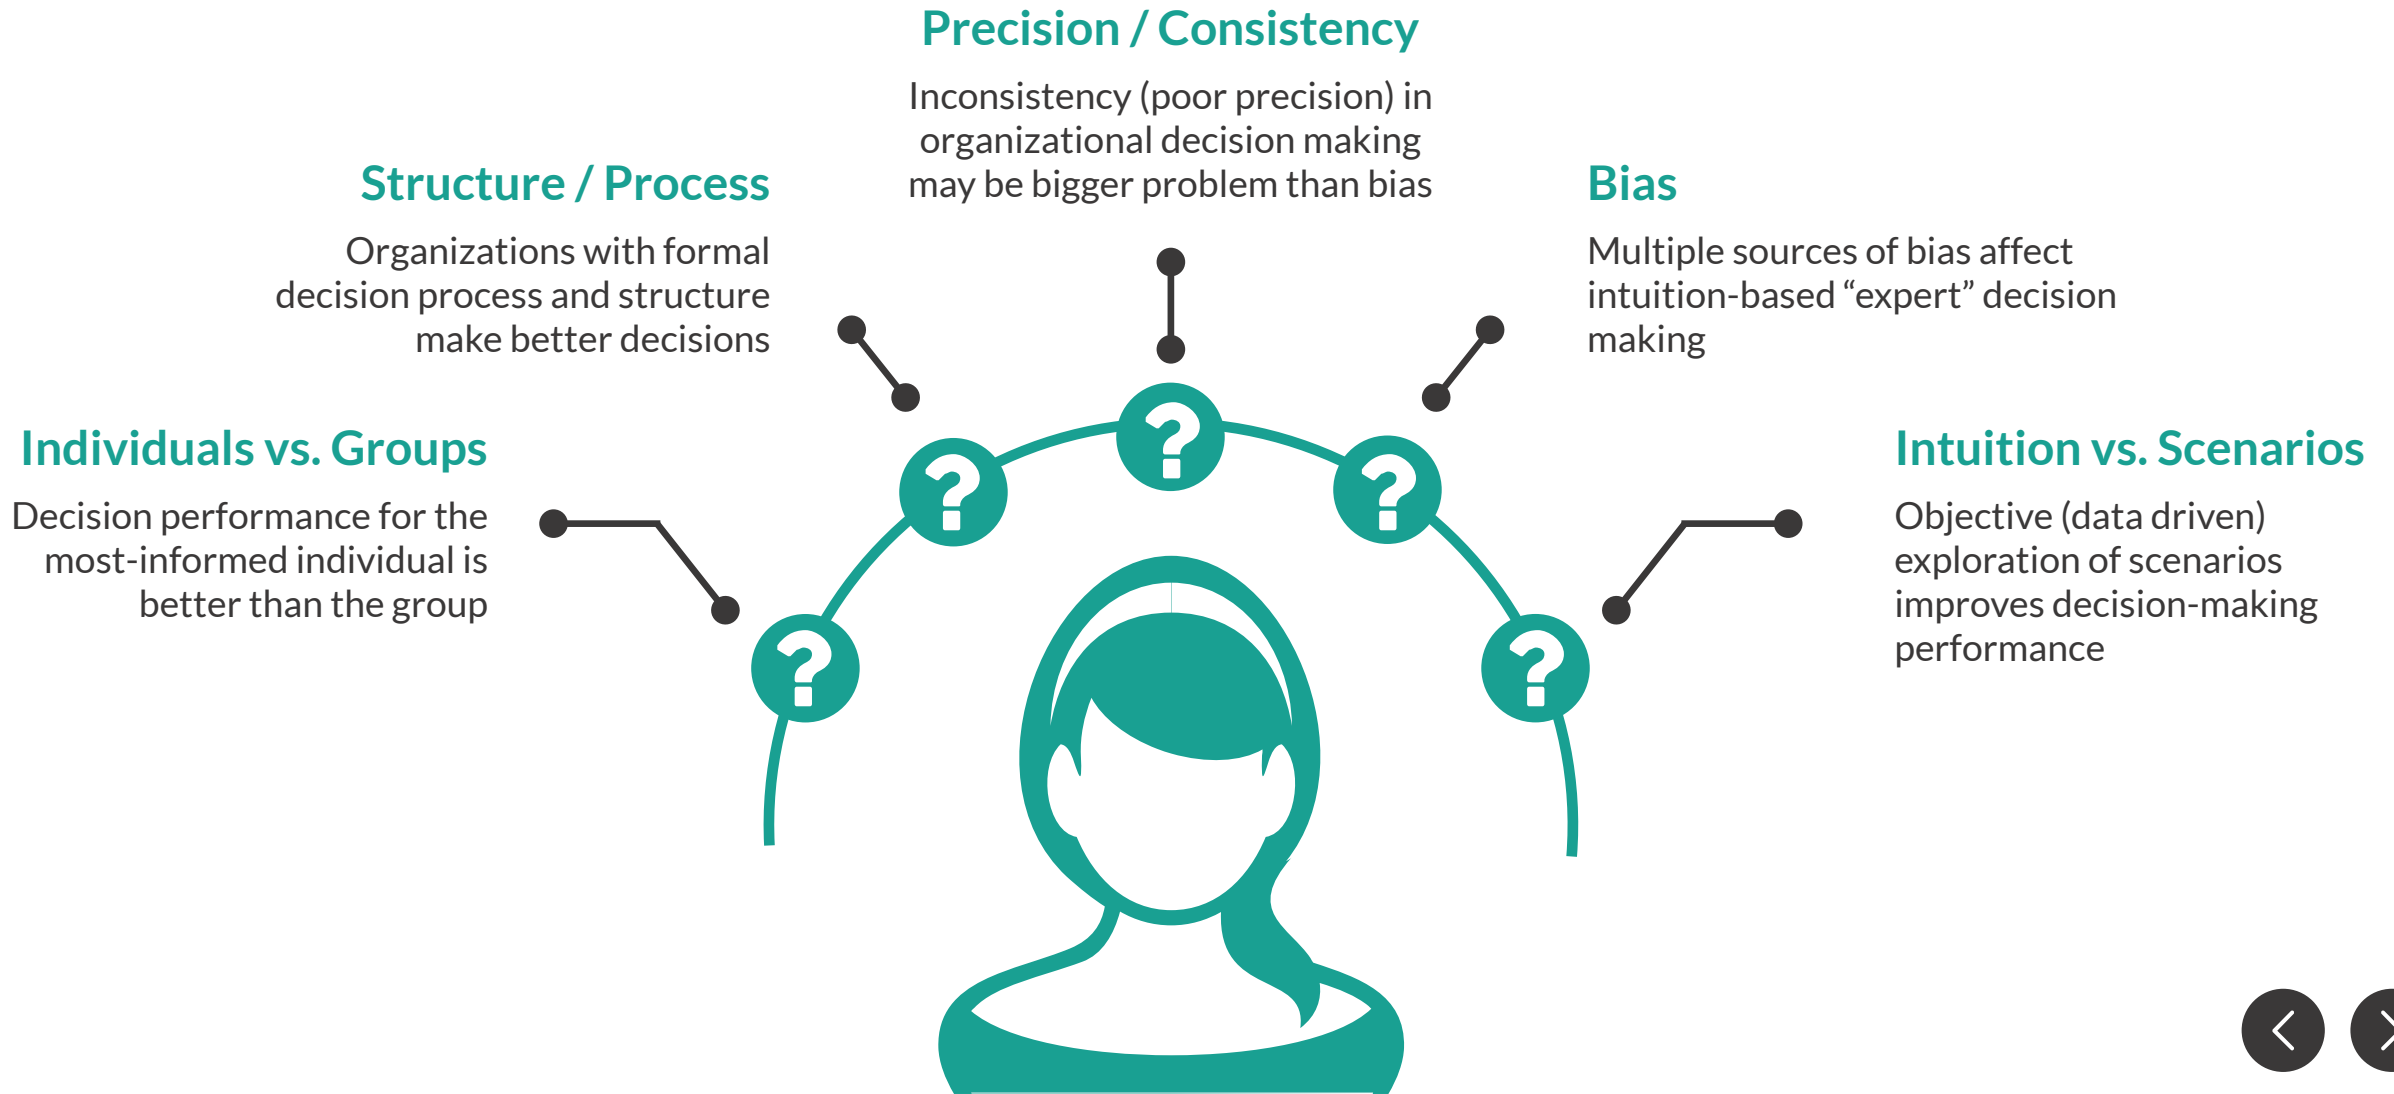 Precision / Consistency
Inconsistency (poor precision) in
organizational decision making
may be bigger problem than bias
Structure / Process
Organizations with formal
decision process and structure
make better decisions
Bias
Multiple sources of bias affect
intuition-based “expert” decision
making
Individuals vs. Groups
Decision performance for the
most-informed individual is
better than the group
Intuition vs. Scenarios
Objective (data driven)
exploration of scenarios
improves decision-making
performance
?
?
?
?
?